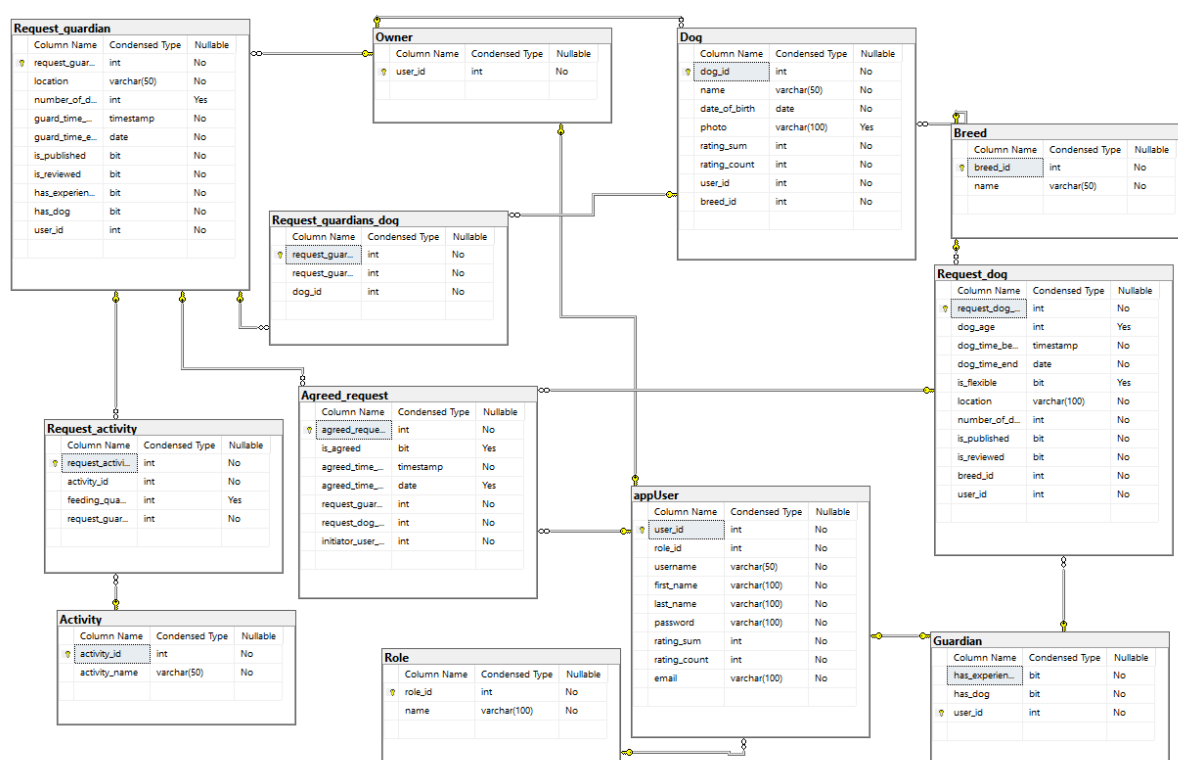 Request_guardian
Column Name Condensed Type Nullable
request_guar... int No
location varchar(50) No
number_of_d... int Yes
guard_time_... timestamp No
guard_time_e... date No
is_published bit No
is_reviewed bit No
has_experien... bit No
has_dog bit No
user_id int No
Owner
Column Name Condensed Type Nullable
user_id int No
Dog
Column Name Condensed Type Nullable
dog_id int No
name varchar(50) No
date_of_birth date No
photo varchar(100) Yes
rating_sum int No
rating_count int No
user_id int No
breed_id int No
Breed
Column Name Condensed Type Nullable
breed_id int No
name varchar(50) No
Request_guardians_dog
Column Name Condensed Type Nullable
request_guar... int No
request_guar... int No
dog_id int No
Request_dog
Column Name Condensed Type Nullable
request_dog_... int No
dog_age int Yes
dog_time_be... timestamp No
dog_time_end date No
is_flexible bit Yes
location varchar(100) No
number_of_d... int No
is_published bit No
is_reviewed bit No
breed_id int No
user_id int No
Agreed_request
Column Name Condensed Type Nullable
agreed_reque... int No
is_agreed bit Yes
agreed_time_... timestamp No
agreed_time_... date Yes
request_guar... int No
request_dog_... int No
initiator_user_... int No
Request_activity
Column Name Condensed Type Nullable
request_activi... int No
activity_id int No
feeding_qua... int Yes
request_guar... int No
appUser
Column Name Condensed Type Nullable
user_id int No
role_id int No
username varchar(50) No
first_name varchar(100) No
last_name varchar(100) No
password varchar(100) No
rating_sum int No
rating_count int No
email varchar(100) No
Activity
Column Name Condensed Type Nullable
activity_id int No
activity_name varchar(50) No
Role
Column Name Condensed Type Nullable
role_id int No
name varchar(100) No
Guardian
Column Name Condensed Type Nullable
has_experien... bit No
has_dog bit No
user_id int No